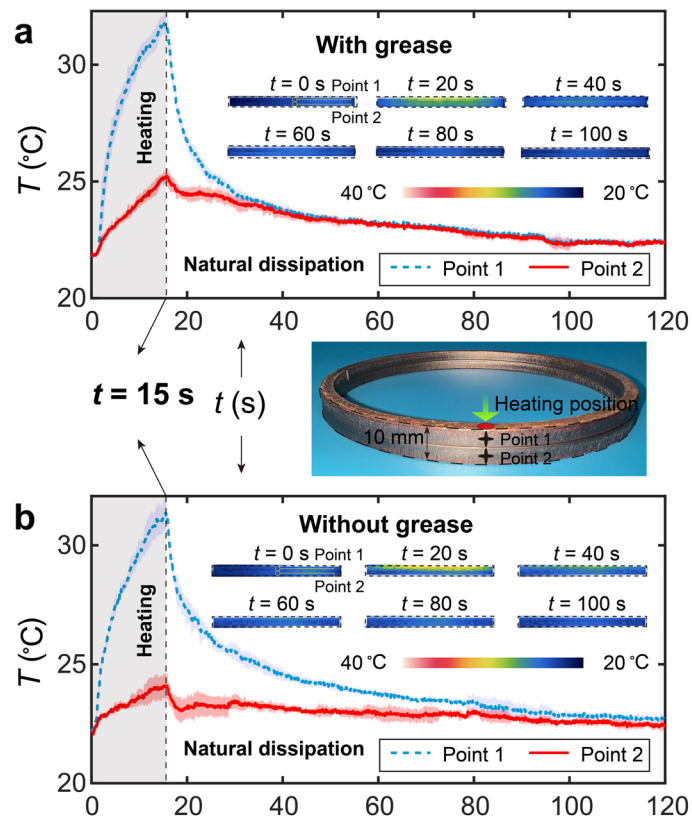 a
With grease
t = 0 s Point 1
Point 2
t = 20 s
t = 40 s
t = 60 s
t = 80 s
t = 100 s
40 °C
20 °C
Heating
Natural dissipation
Point 1
Point 2
T (°C)
30
25
20
0 20 40 60 80 100 120
t = 15 s
t (s)
Heating position
10 mm
Point 1
Point 2
b
Without grease
t = 0 s Point 1
Point 2
t = 20 s
t = 40 s
t = 60 s
t = 80 s
t = 100 s
40 °C
20 °C
Heating
Natural dissipation
Point 1
Point 2
T (°C)
30
25
20
0 20 40 60 80 100 120